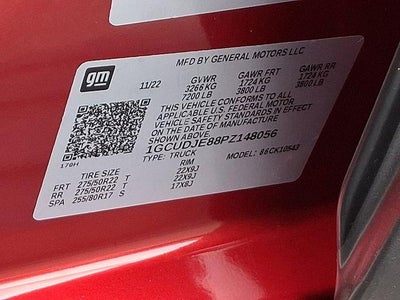 MFD BY GENERAL MOTORS LLC
gm
11/22 GVWR GAWR FRT GAWR RR
3266 KG 1724 KG 1724 KG
7200 LB 3800 LB 3800 LB
THIS VEHICLE CONFORMS TO ALL
APPLICABLE U.S. FEDERAL MOTOR
VEHICLE SAFETY STANDARDS IN EFFECT
ON THE DATE OF MANUFACTURE
1GCUDJE88PZ148056
TYPE: TRUCK MODEL: 88CK10543
178H
TIRE SIZE RIM
FRT 275/50R22 T 22X9J
RR 275/50R22 T 22X9J
SPA 255/80R17 S 17X8J